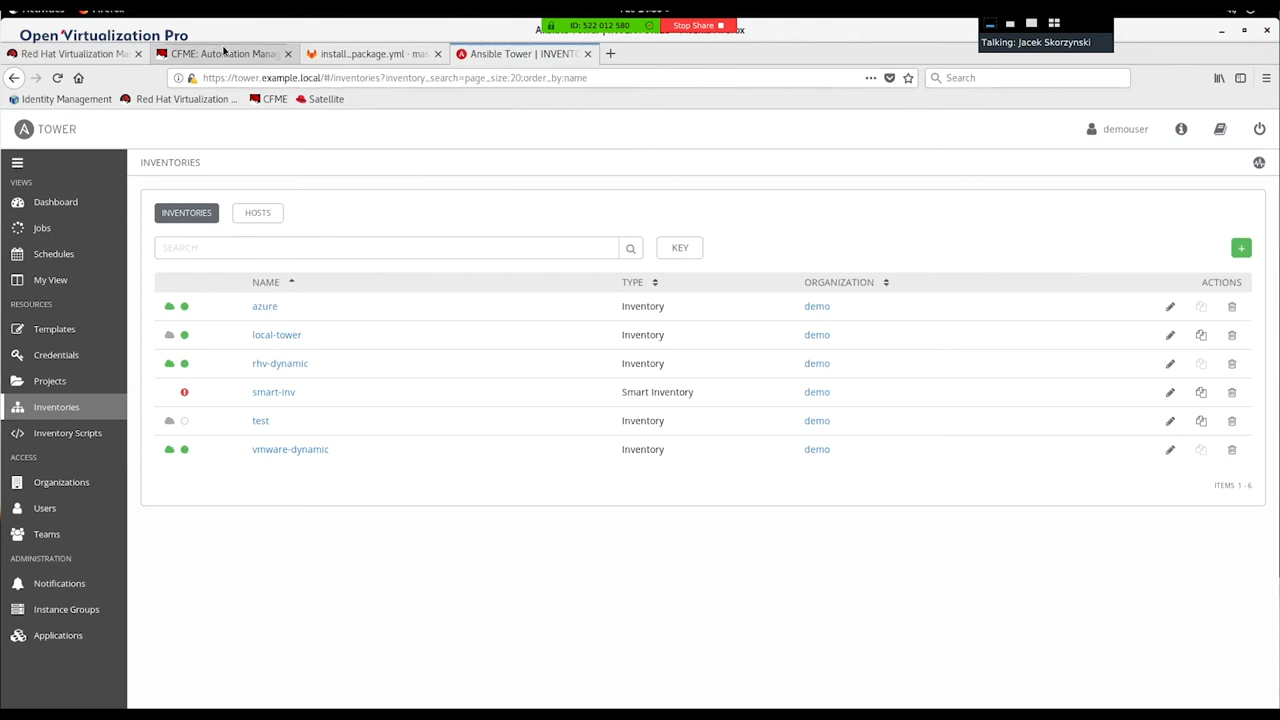 Activities Firefox
Open Virtualization Pro
ID: 522 012 580 Stop Share
Talking: Jacek Skorzynski
Red Hat Virtualization Ma
CFME: Automation Manag
install_package.yml · mas
Ansible Tower | INVENTO
https://tower.example.local/#/inventories?inventory_search=page_size:20;order_by:name
Search
Identity Management Red Hat Virtualization ... CFME Satellite
TOWER
demouser
VIEWS
Dashboard
Jobs
Schedules
My View
RESOURCES
Templates
Credentials
Projects
Inventories
Inventory Scripts
ACCESS
Organizations
Users
Teams
ADMINISTRATION
Notifications
Instance Groups
Applications
INVENTORIES
INVENTORIES HOSTS
SEARCH KEY +
NAME TYPE ORGANIZATION ACTIONS
azure Inventory demo
local-tower Inventory demo
rhv-dynamic Inventory demo
smart-inv Smart Inventory demo
test Inventory demo
vmware-dynamic Inventory demo
ITEMS 1 - 6